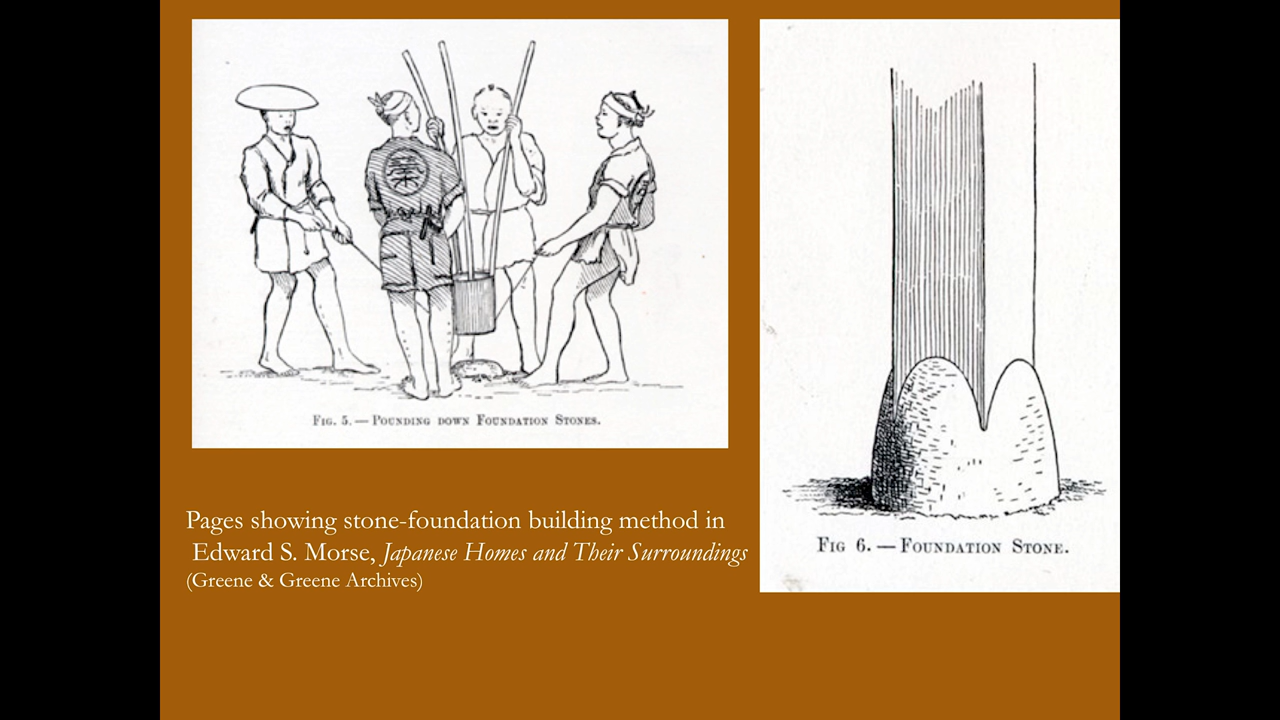 Fig. 5. — Pounding down Foundation Stones.
Pages showing stone-foundation building method in
Edward S. Morse, Japanese Homes and Their Surroundings
(Greene & Greene Archives)
Fig 6. — Foundation Stone.